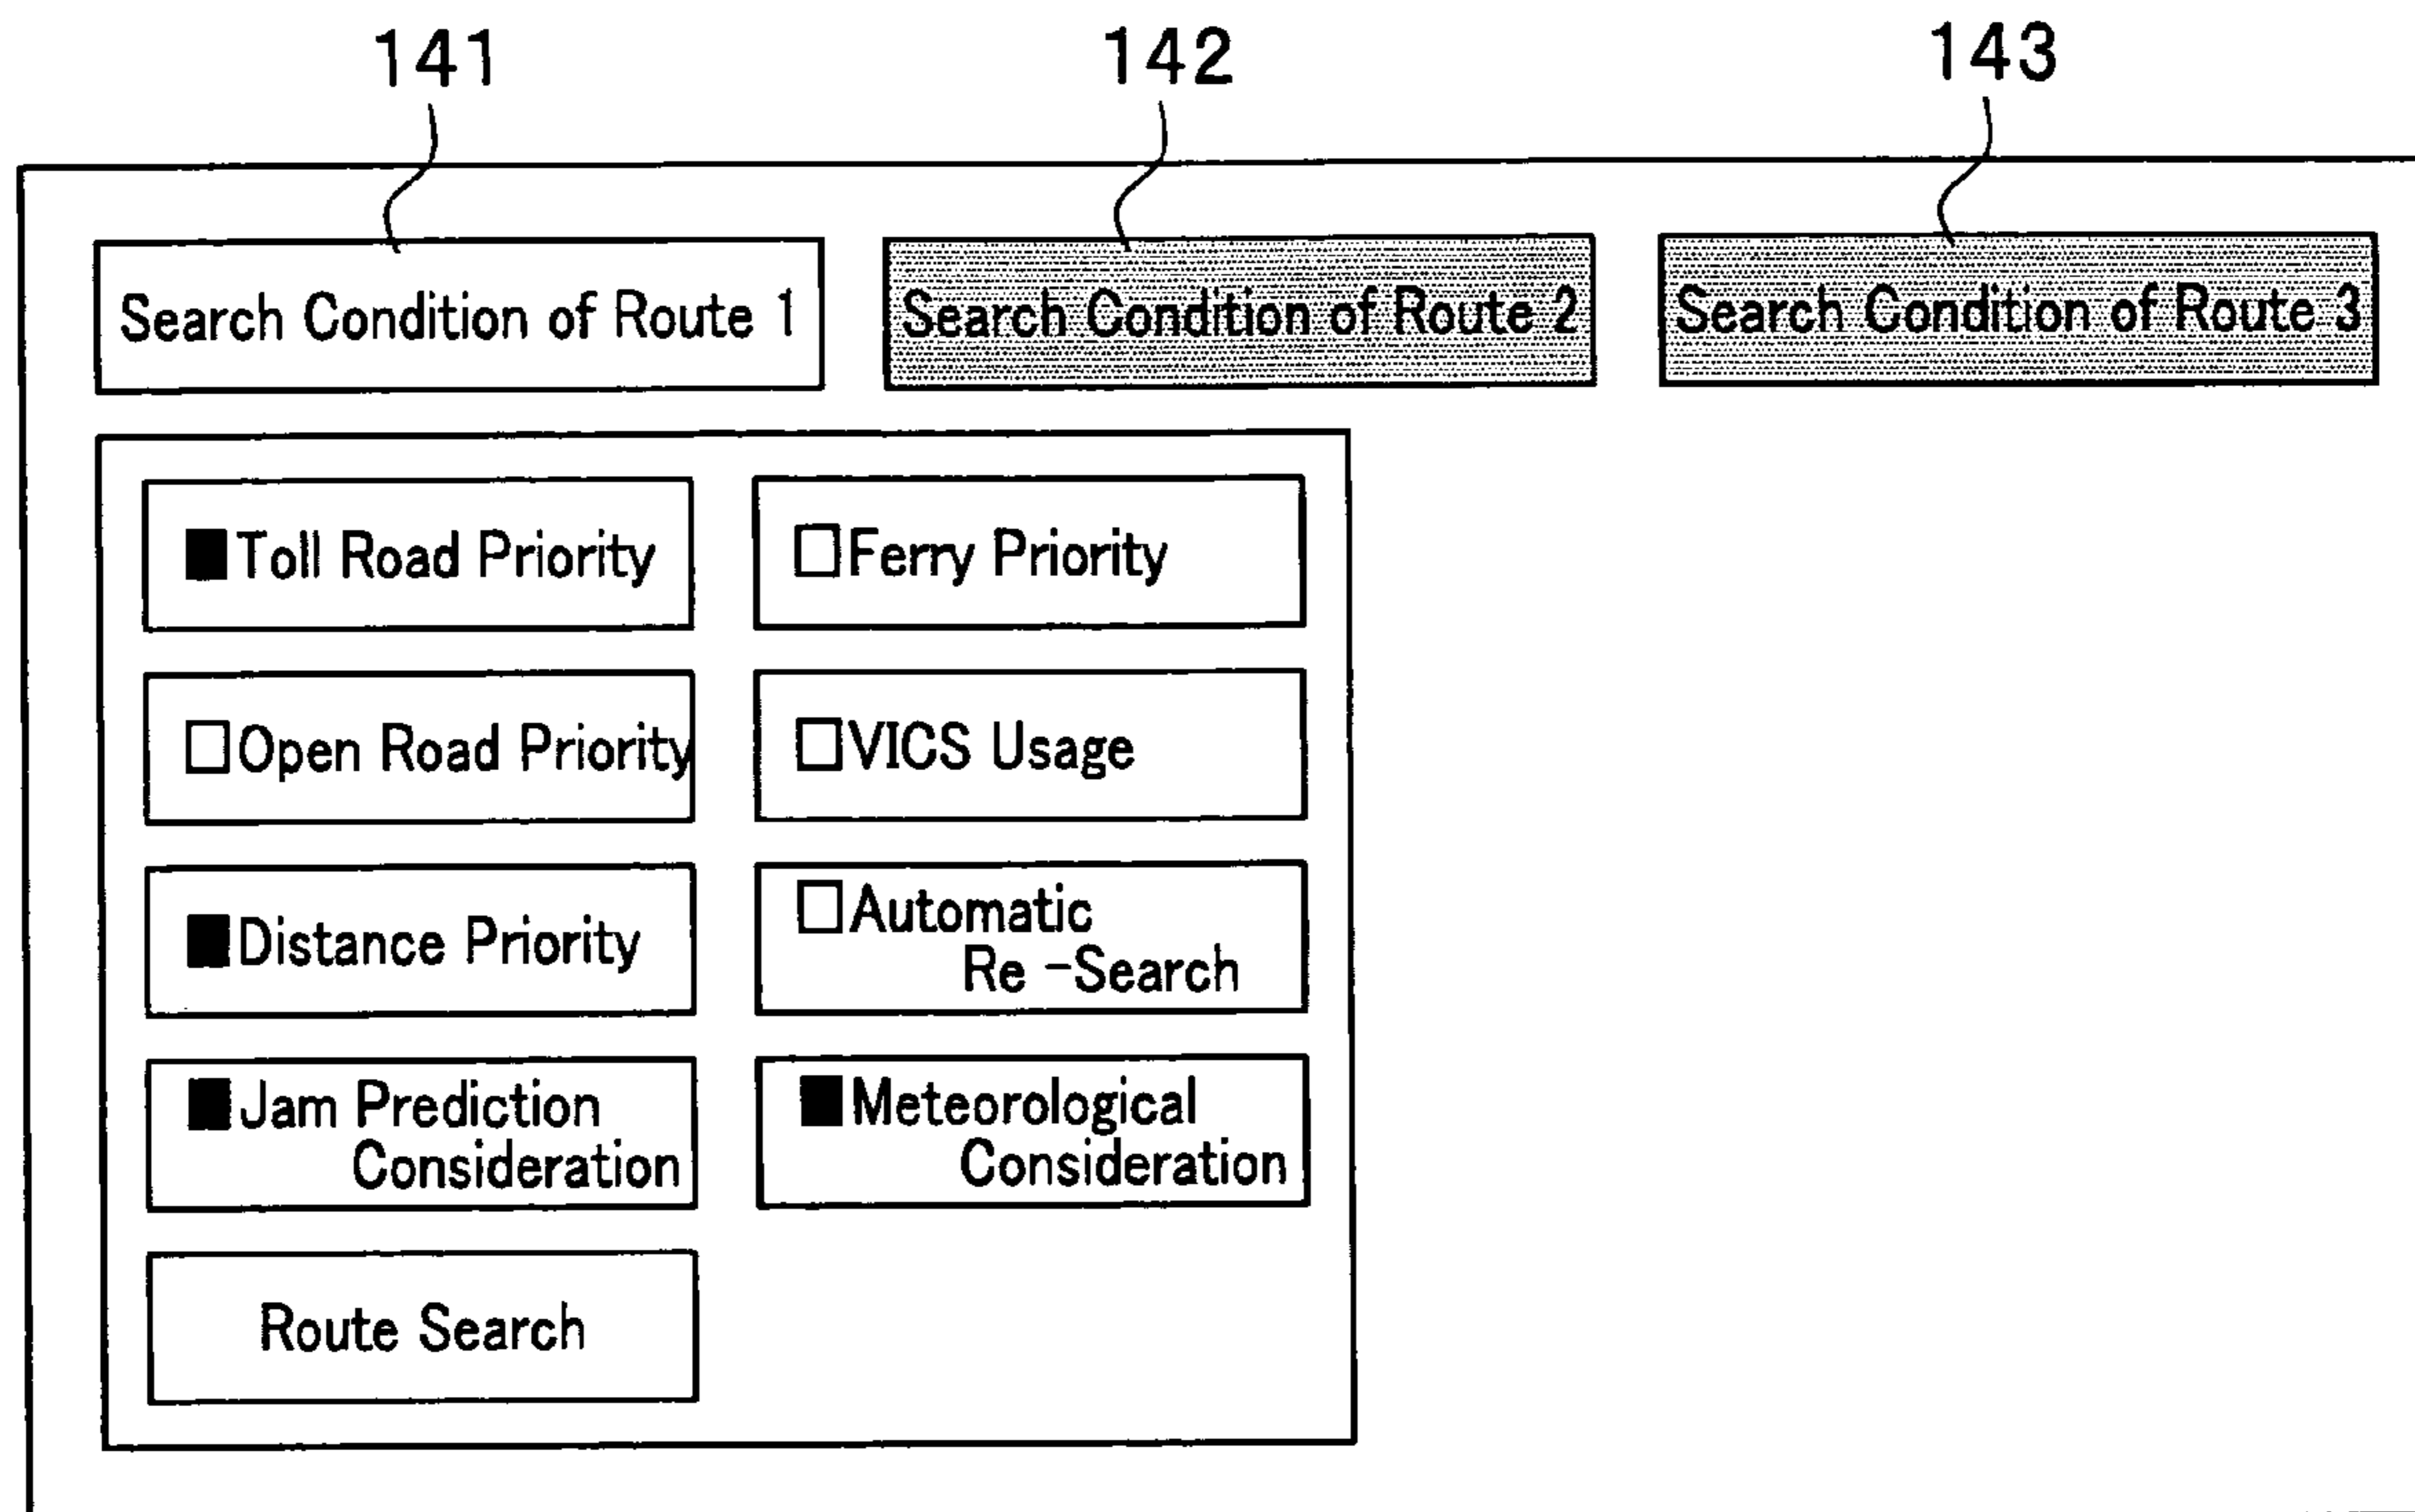 141
142
143
Search Condition of Route 1
Search Condition of Route 2
Search Condition of Route 3
Toll Road Priority
Ferry Priority
Open Road Priority
VICS Usage
Distance Priority
Automatic
Re -Search
Jam Prediction
Consideration
Meteorological
Consideration
Route Search